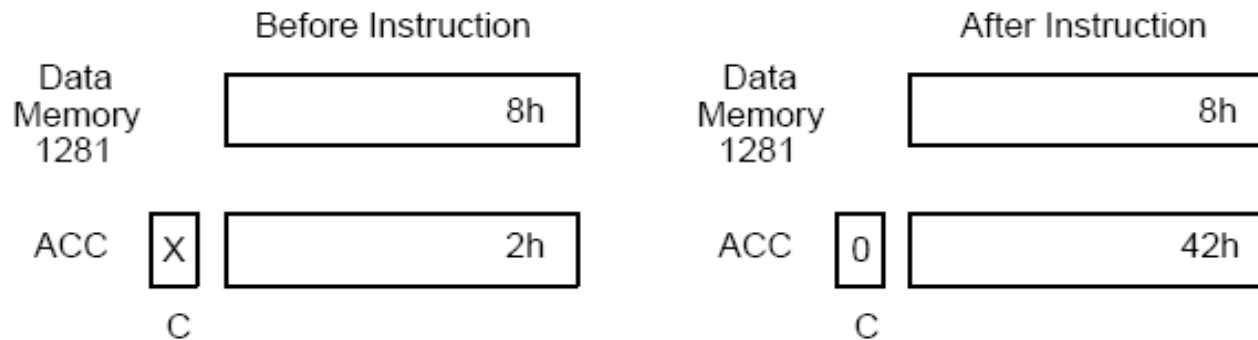 Before Instruction After Instruction
Data Data
Memory 8h Memory 8h
1281 1281
ACC X 2h ACC 0 42h
C C